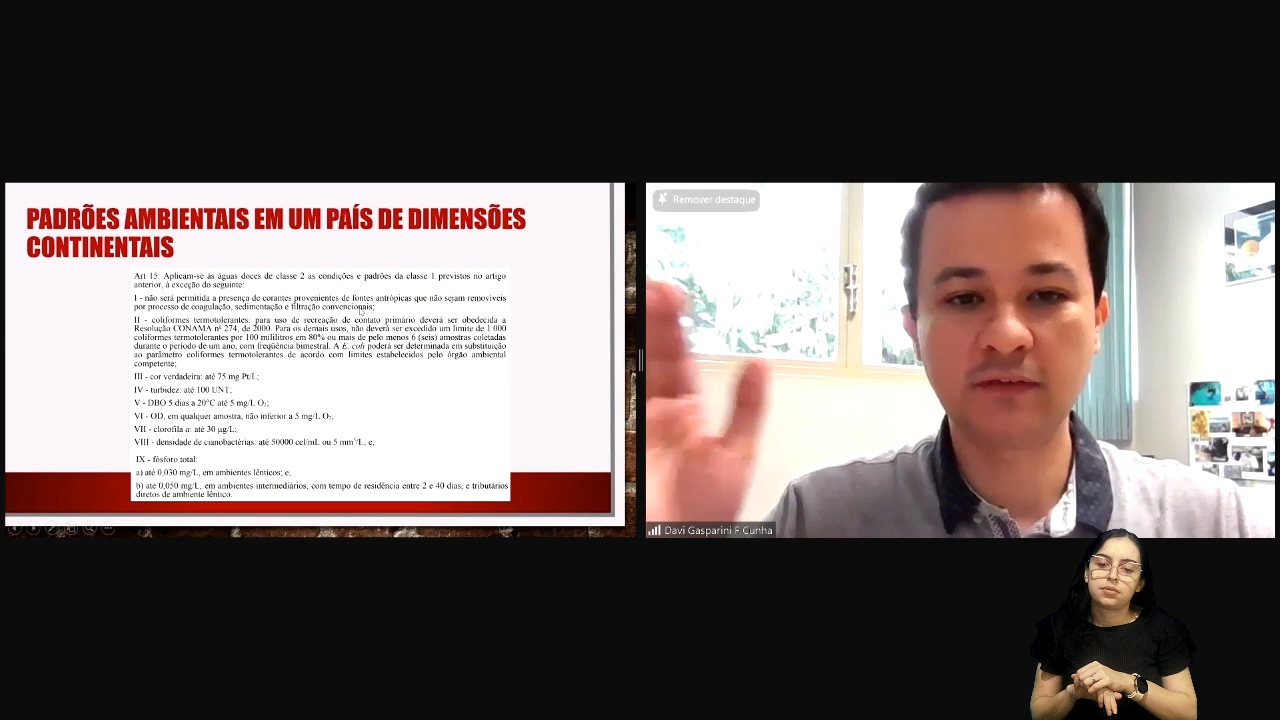 PADRÕES AMBIENTAIS EM UM PAÍS DE DIMENSÕES
CONTINENTAIS
Art 15. Aplicam-se às águas doces de classe 2 as condições e padrões da classe 1 previstos no artigo
anterior, à exceção do seguinte:
I - não será permitida a presença de corantes provenientes de fontes antrópicas que não sejam removíveis
por processo de coagulação, sedimentação e filtração convencionais;
II - coliformes termotolerantes: para uso de recreação de contato primário deverá ser obedecida a
Resolução CONAMA nº 274, de 2000. Para os demais usos, não deverá ser excedido um limite de 1.000
coliformes termotolerantes por 100 mililitros em 80% ou mais de pelo menos 6 (seis) amostras coletadas
durante o período de um ano, com freqüência bimestral. A E. coli poderá ser determinada em substituição
ao parâmetro coliformes termotolerantes de acordo com limites estabelecidos pelo órgão ambiental
competente;
III - cor verdadeira: até 75 mg Pt/L;
IV - turbidez: até 100 UNT;
V - DBO 5 dias a 20°C até 5 mg/L O₂;
VI - OD, em qualquer amostra, não inferior a 5 mg/L O₂;
VII - clorofila a: até 30 μg/L;
VIII - densidade de cianobactérias: até 50000 cel/mL ou 5 mm³/L; e,
IX - fósforo total:
a) até 0,030 mg/L, em ambientes lênticos; e,
b) até 0,050 mg/L, em ambientes intermediários, com tempo de residência entre 2 e 40 dias, e tributários
diretos de ambiente lêntico.
Remover destaque
Davi Gasparini F Cunha